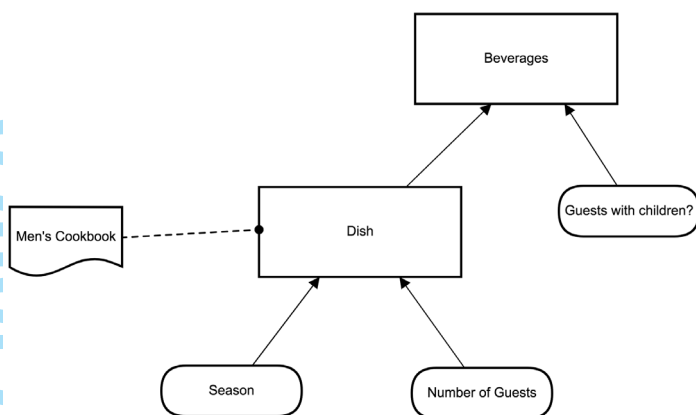 Beverages
Guests with children?
Men's Cookbook
Dish
Season
Number of Guests